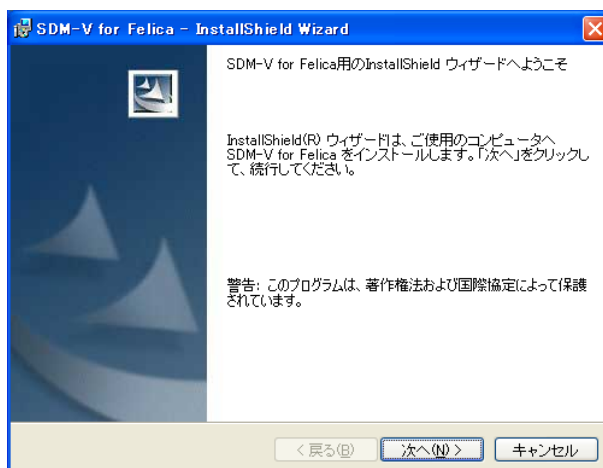 SDM-V for Felica - InstallShield Wizard
SDM-V for Felica用のInstallShield ウィザードへようこそ
InstallShield(R) ウィザードは、ご使用のコンピュータへ
SDM-V for Felica をインストールします。「次へ」をクリックし
て、続行してください。
警告: このプログラムは、著作権法および国際協定によって保護
されています。
< 戻る(B)
次へ(N) >
キャンセル